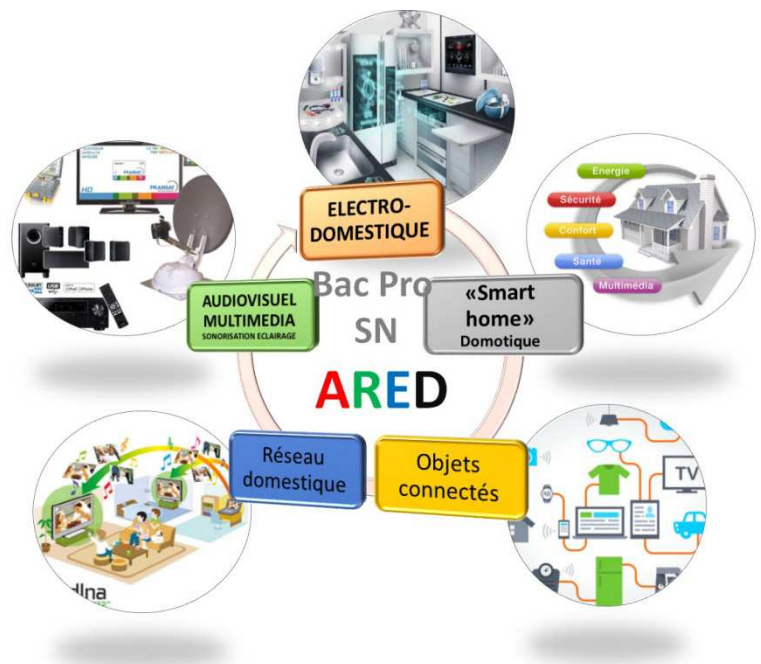 ELECTRO-
DOMESTIQUE
Bac Pro
SN
ARED
AUDIOVISUEL
MULTIMEDIA
SONORISATION ECLAIRAGE
«Smart
home»
Domotique
Réseau
domestique
Objets
connectés
Energie
Sécurité
Confort
Santé
Multimédia
HD
FRANSAT
TV
dlna